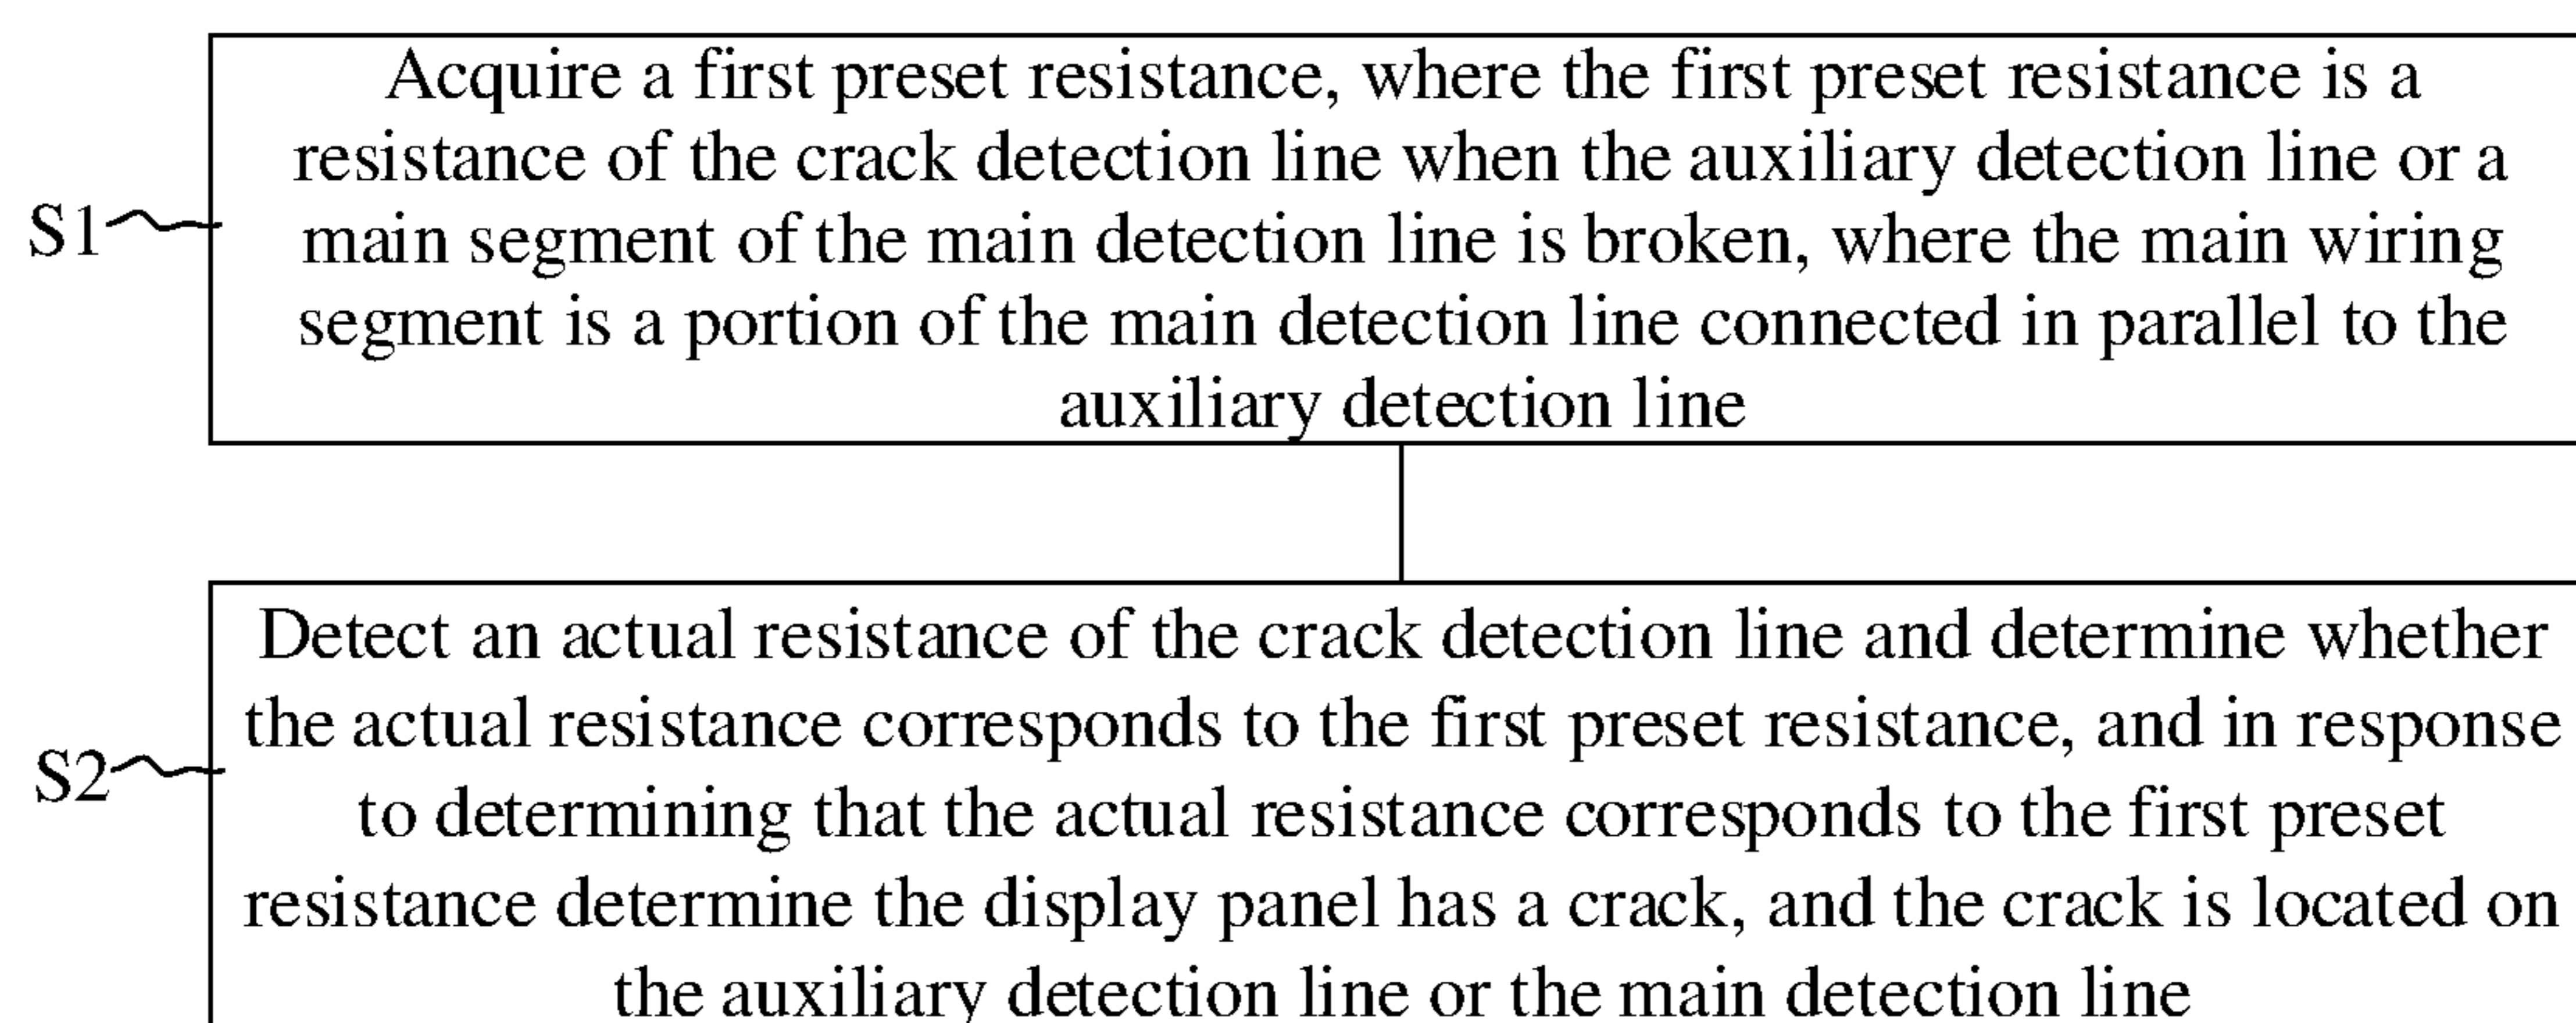 Acquire a first preset resistance, where the first preset resistance is a
resistance of the crack detection line when the auxiliary detection line or a
main segment of the main detection line is broken, where the main wiring
segment is a portion of the main detection line connected in parallel to the
auxiliary detection line
S1
Detect an actual resistance of the crack detection line and determine whether
the actual resistance corresponds to the first preset resistance, and in response
to determining that the actual resistance corresponds to the first preset
resistance determine the display panel has a crack, and the crack is located on
the auxiliary detection line or the main detection line
S2